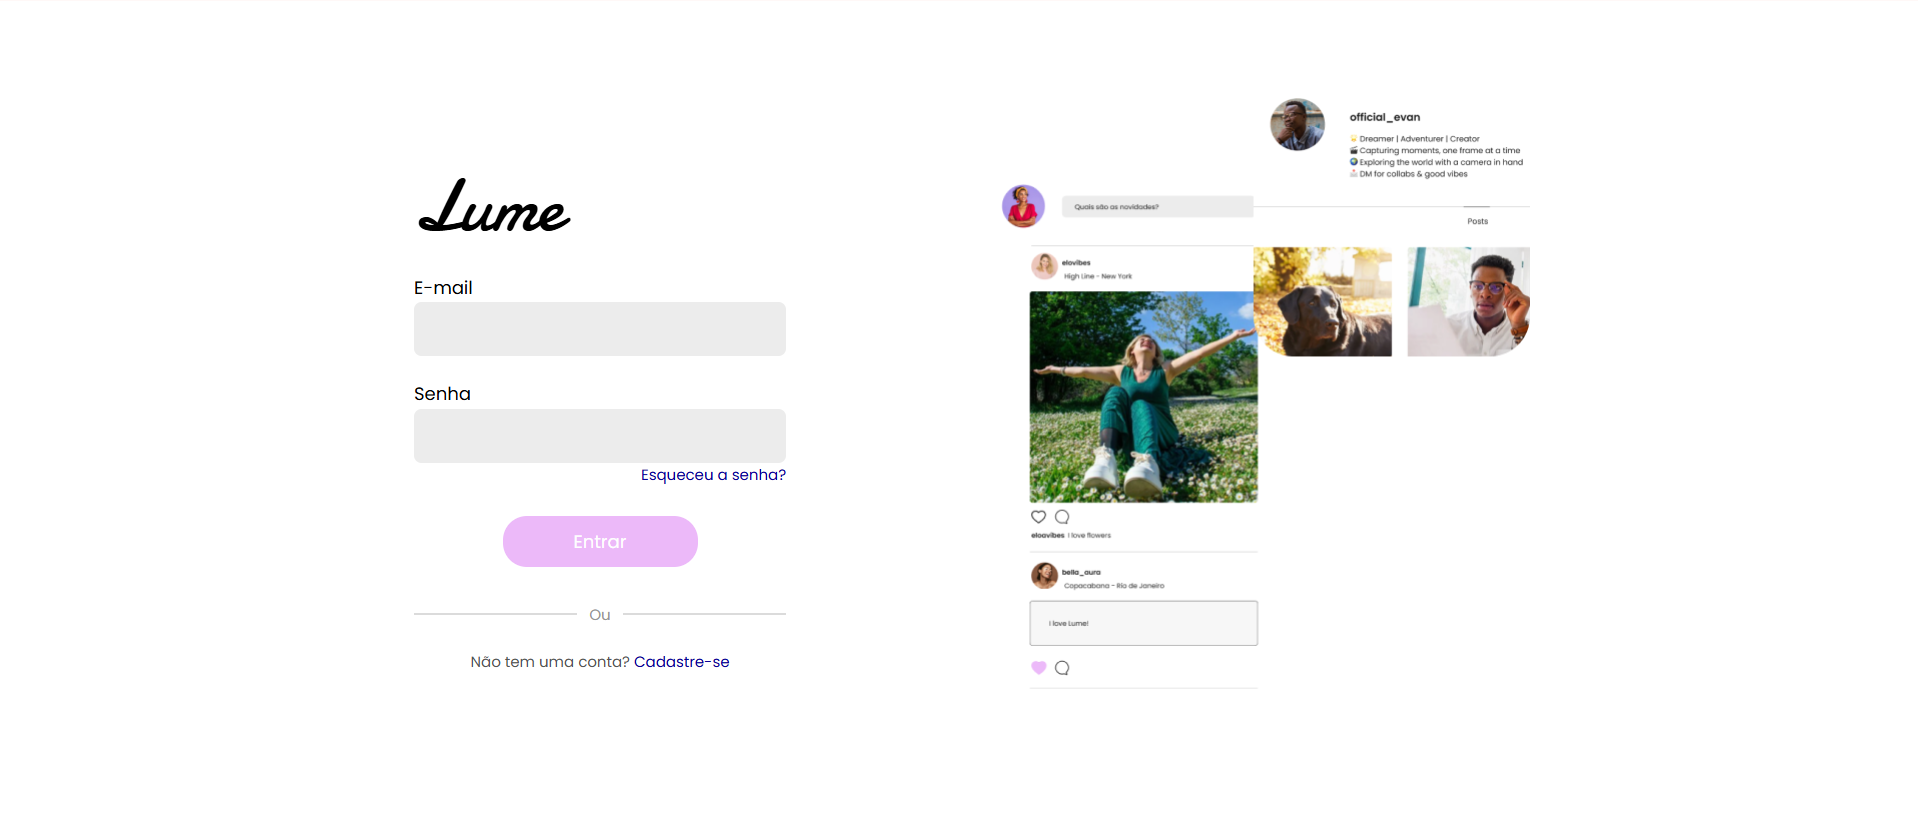 Lume
E-mail
Senha
Esqueceu a senha?
Entrar
Ou
Não tem uma conta? Cadastre-se
official_evan
Dreamer | Adventurer | Creator
Capturing moments, one frame at a time
Exploring the world with a camera in hand
DM for collabs & good vibes
Posts
Quais são as novidades?
elovibes
High Line - New York
eloavibes I love flowers
bella_aura
Copacabana - Rio de Janeiro
I love Lume!